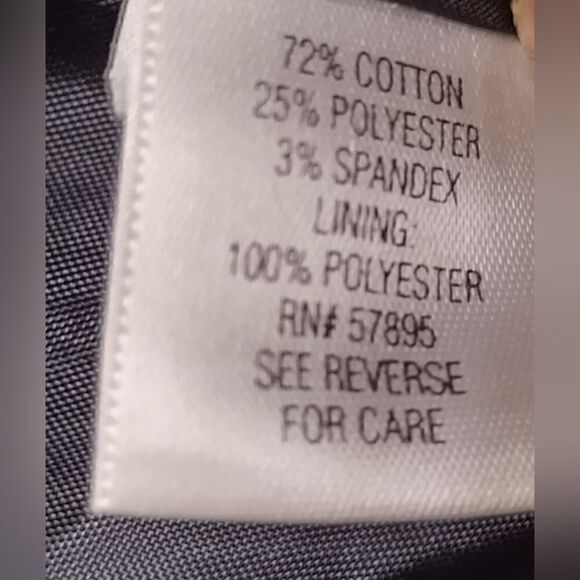 72% COTTON
25% POLYESTER
3% SPANDEX
LINING:
100% POLYESTER
RN# 57895
SEE REVERSE
FOR CARE